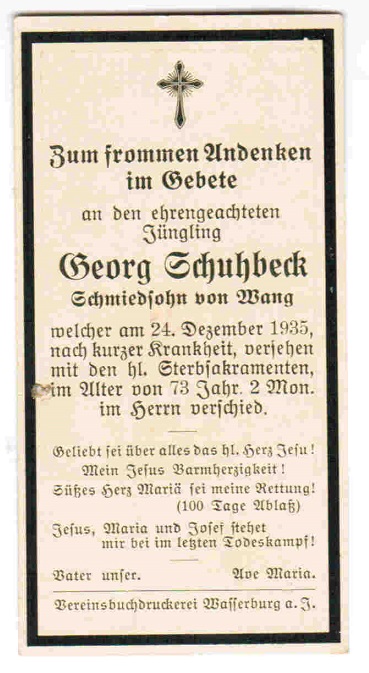 Zum frommen Andenken
im Gebete
an den ehrengeachteten
Jüngling
Georg Schuhbeck
Schmiedsohn von Wang
welcher am 24. Dezember 1935,
nach kurzer Krankheit, versehen
mit den hl. Sterbsakramenten,
im Alter von 73 Jahr. 2 Mon.
im Herrn verschied.
Geliebt sei über alles das hl. Herz Jesu!
Mein Jesus Barmherzigkeit!
Süßes Herz Mariä sei meine Rettung!
(100 Tage Ablaß)
Jesus, Maria und Josef stehet
mir bei im letzten Todeskampf!
Vater unser. Ave Maria.
Vereinsbuchdruckerei Wasserburg a. J.